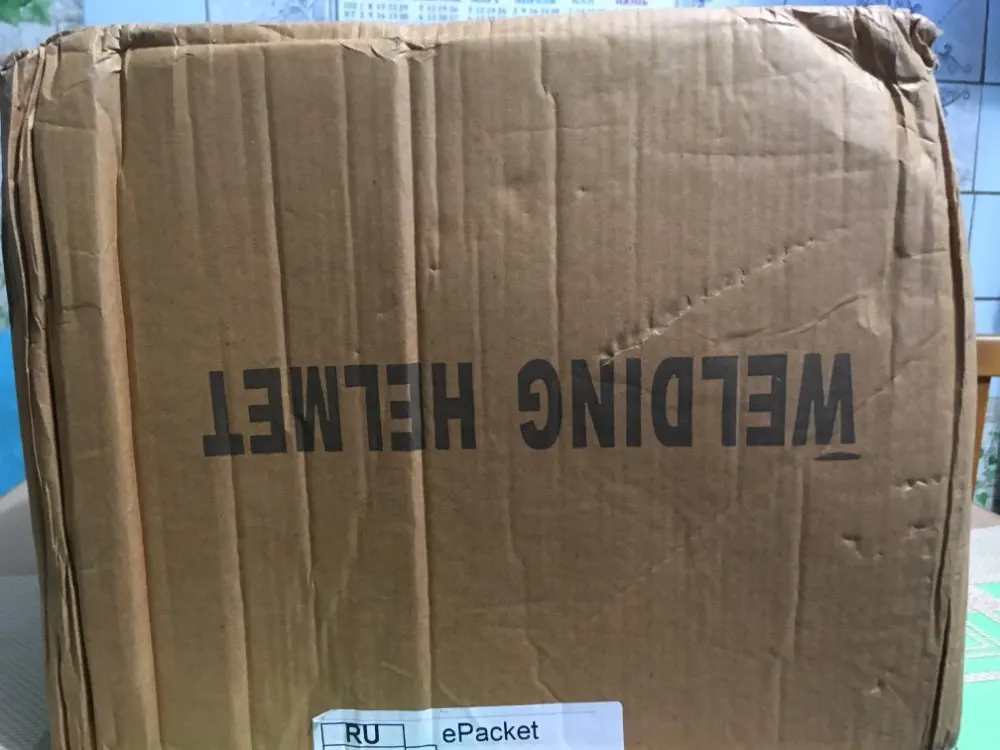 WELDING HELMET
RU ePacket